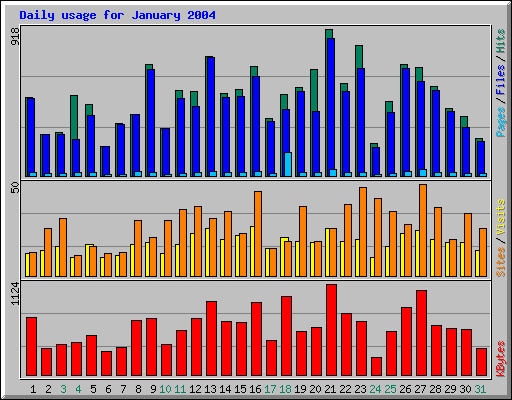 Daily usage for January 2004
918
Pages / Files / Hits
50
Sites / Visits
1124
KBytes
1 2 3 4 5 6 7 8 9 10 11 12 13 14 15 16 17 18 19 20 21 22 23 24 25 26 27 28 29 30 31